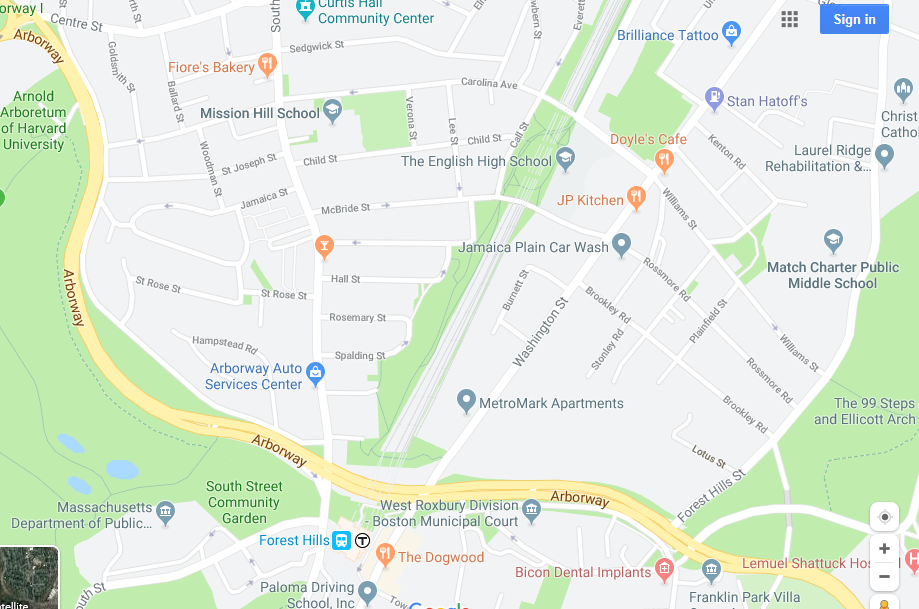 orway I
Centre St
Arborway
South
Curtis Hall
Community Center
Everett
Sedgwick St
Brilliance Tattoo
Sign in
Goldsmith St
Ballard St
Fiore's Bakery
Carolina Ave
Stan Hatoff's
Arnold
Arboretum
of Harvard
University
Mission Hill School
Verona St
Lee St
Child St
Call St
Doyle's Cafe
Christ
Catho
Kenton Rd
Laurel Ridge
Rehabilitation &...
Woodman St
St Joseph St
Child St
The English High School
Jamaica St
McBride St
JP Kitchen
Williams St
Jamaica Plain Car Wash
Match Charter Public
Middle School
Arborway
St Rose St
St Rose St
Hall St
Burnett St
Rossmore Rd
Brookley Rd
Rosemary St
Washington St
Stonley Rd
Plainfield St
Williams St
Hampstead Rd
Spalding St
Arborway Auto
Services Center
Rossmore Rd
MetroMark Apartments
Brookley Rd
The 99 Steps
and Ellicott Arch
Arborway
Lotus St
Forest Hills St
South Street
Community
Garden
Arborway
Massachusetts
Department of Public...
West Roxbury Division
Boston Municipal Court
Forest Hills
T
The Dogwood
Bicon Dental Implants
Lemuel Shattuck Hos
H
Paloma Driving
School, Inc
Franklin Park Villa
outh St
Tow
Google
atellite
+
−